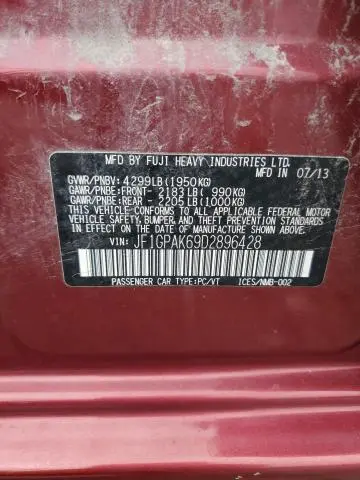 MFD BY FUJI HEAVY INDUSTRIES LTD.
MFD IN 07/13
GVWR/PNBV: 4299LB(1950KG)
GAWR/PNBE:FRONT- 2183LB( 990KG)
GAWR/PNBE:REAR - 2205LB(1000KG)
THIS VEHICLE CONFORMS TO ALL APPLICABLE FEDERAL MOTOR
VEHICLE SAFETY, BUMPER, AND THEFT PREVENTION STANDARDS
IN EFFECT ON THE DATE OF MANUFACTURE SHOWN ABOVE.
VIN: JF1GPAK69D2896428
PASSENGER CAR TYPE:PC/VT
ICES/NMB-002